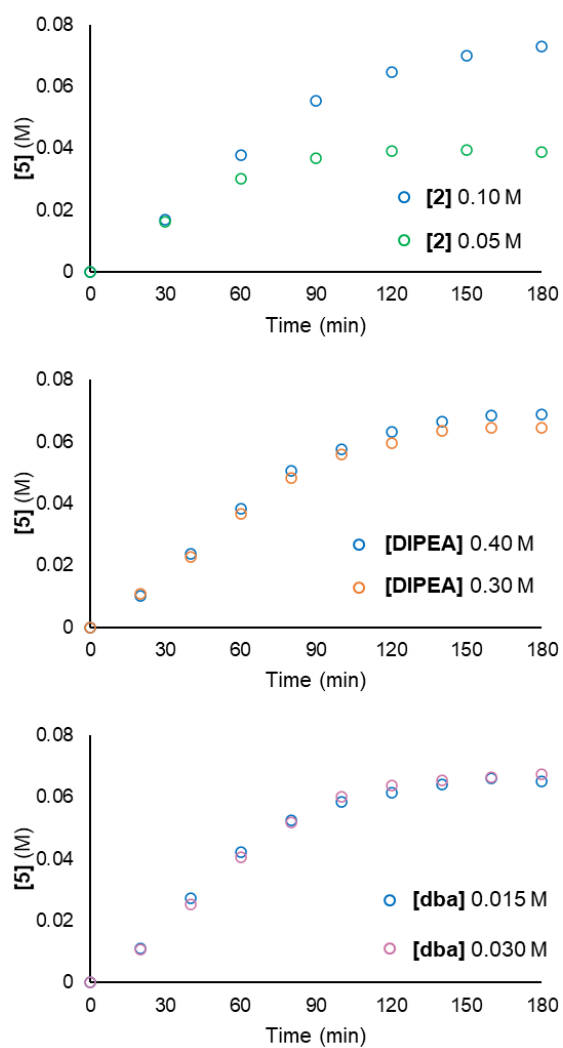 0.08
0.06
0.04
0.02
0
[5] (M)
[2] 0.10 M
[2] 0.05 M
0 30 60 90 120 150 180
Time (min)
0.08
0.06
0.04
0.02
0
[5] (M)
[DIPEA] 0.40 M
[DIPEA] 0.30 M
0 30 60 90 120 150 180
Time (min)
0.08
0.06
0.04
0.02
0
[5] (M)
[dba] 0.015 M
[dba] 0.030 M
0 30 60 90 120 150 180
Time (min)